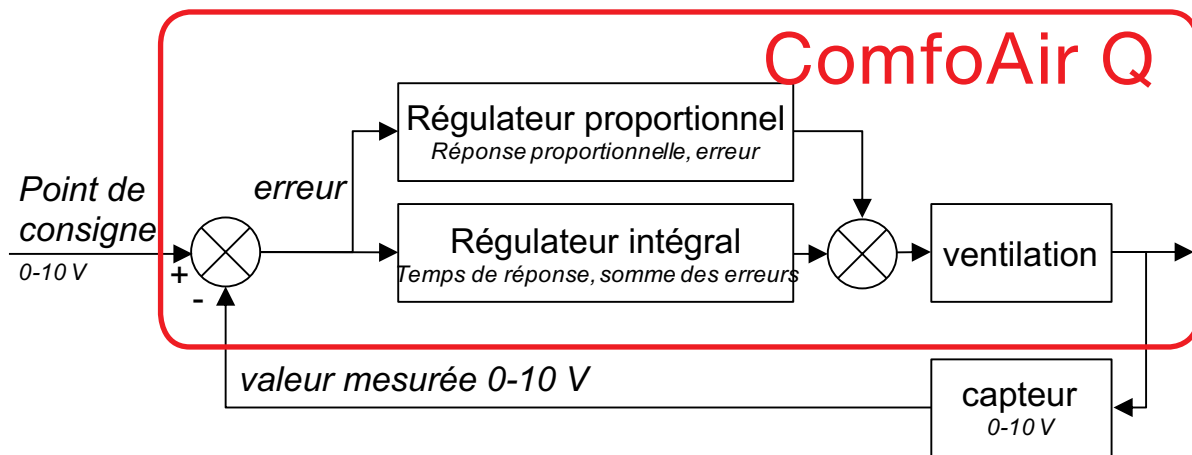 ComfoAir Q
Régulateur proportionnel
Réponse proportionnelle, erreur
Point de
consigne
0-10 V
erreur
+
-
Régulateur intégral
Temps de réponse, somme des erreurs
ventilation
valeur mesurée 0-10 V
capteur
0-10 V